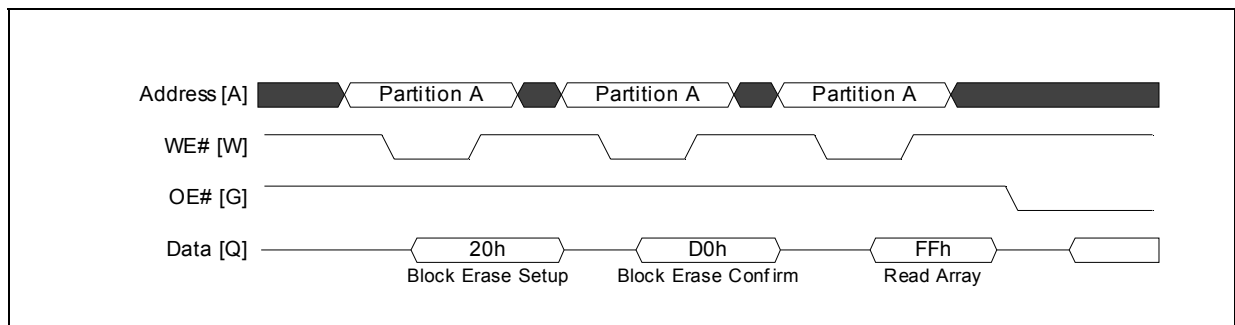 Address [A] Partition A Partition A Partition A
WE# [W]
OE# [G]
Data [Q] 20h D0h FFh
Block Erase Setup Block Erase Confirm Read Array